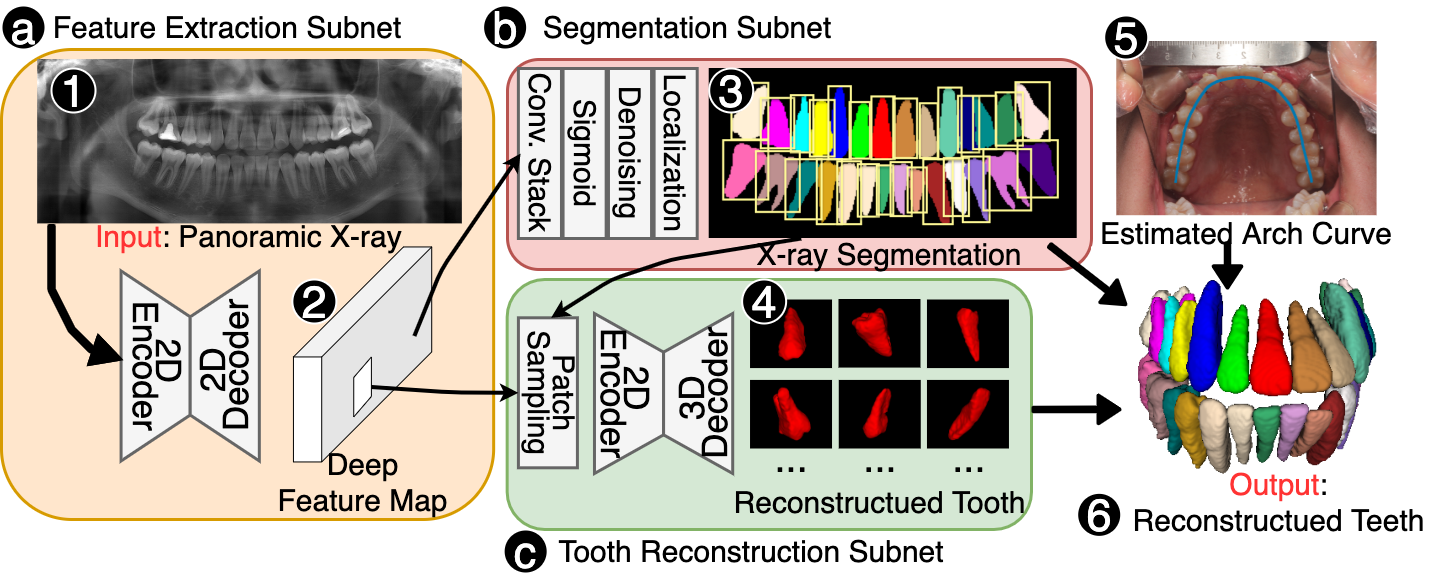 a Feature Extraction Subnet
1
Input: Panoramic X-ray
2D
Encoder
2D
Decoder
2
Deep
Feature Map
b Segmentation Subnet
Conv. Stack
Sigmoid
Denoising
Localization
3
X-ray Segmentation
Patch
Sampling
2D
Encoder
3D
Decoder
4
... ... ...
Reconstructued Tooth
c Tooth Reconstruction Subnet
5
Estimated Arch Curve
Output:
6 Reconstructued Teeth